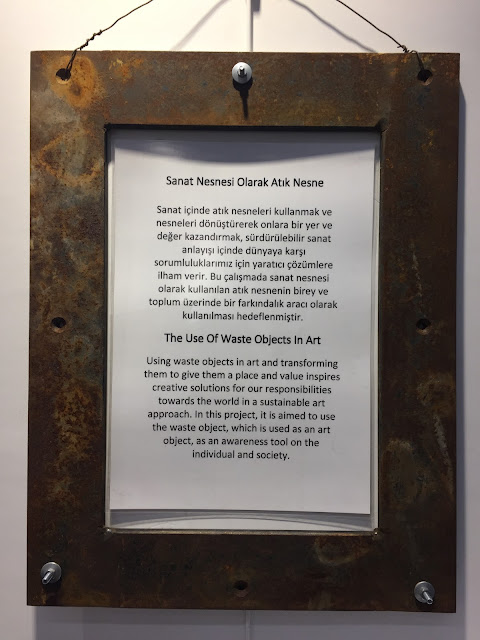 Sanat Nesnesi Olarak Atık Nesne
Sanat içinde atık nesneleri kullanmak ve
nesneleri dönüştürerek onlara bir yer ve
değer kazandırmak, sürdürülebilir sanat
anlayışı içinde dünyaya karşı
sorumluluklarımız için yaratıcı çözümlere
ilham verir. Bu çalışmada sanat nesnesi
olarak kullanılan atık nesnenin birey ve
toplum üzerinde bir farkındalık aracı olarak
kullanılması hedeflenmiştir.
The Use Of Waste Objects In Art
Using waste objects in art and transforming
them to give them a place and value inspires
creative solutions for our responsibilities
towards the world in a sustainable art
approach. In this project, it is aimed to use
the waste object, which is used as an art
object, as an awareness tool on the
individual and society.